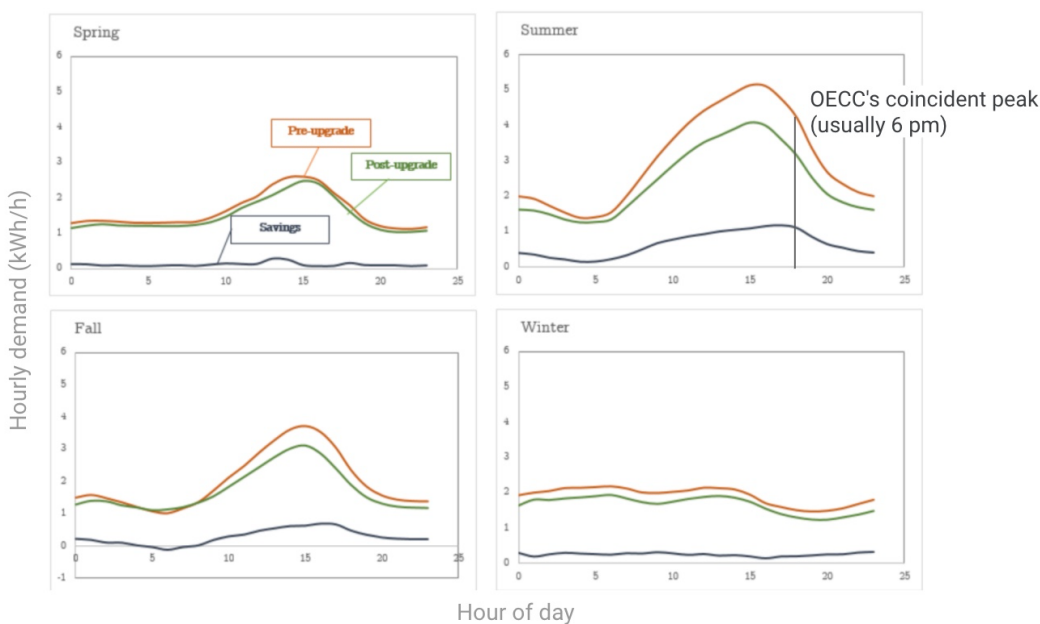 Spring
6
5
4
3
2
1
0
0 5 10 15 20 25
Pre-upgrade
Post-upgrade
Savings
Summer
6
5
4
3
2
1
0
0 5 10 15 20 25
OECC's coincident peak
(usually 6 pm)
Fall
6
5
4
3
2
1
0
-1
0 5 10 15 20 25
Winter
6
5
4
3
2
1
0
0 5 10 15 20 25
Hourly demand (kWh/h)
Hour of day